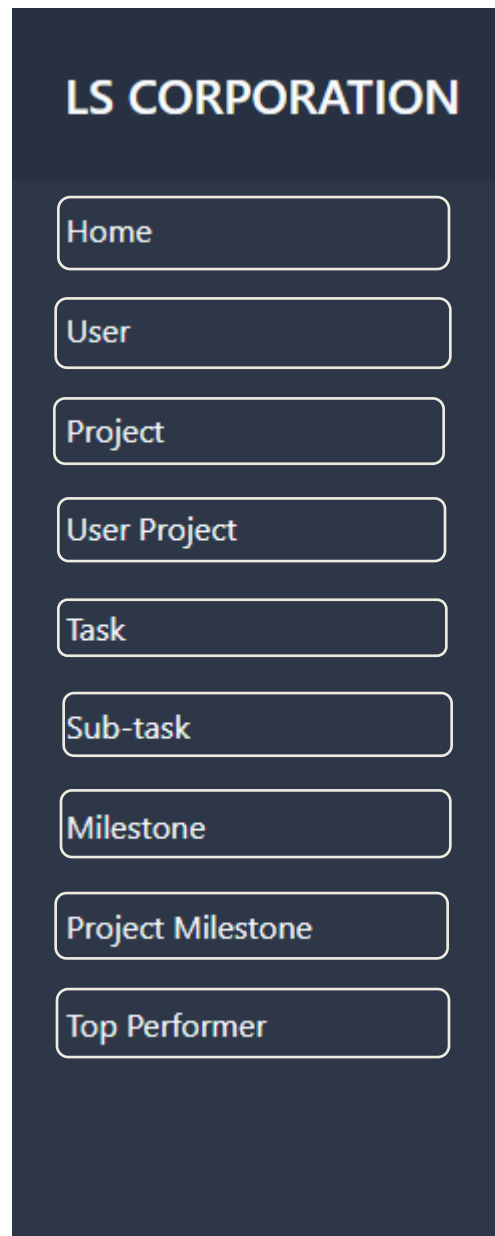 LS CORPORATION
Home
User
Project
User Project
Task
Sub-task
Milestone
Project Milestone
Top Performer